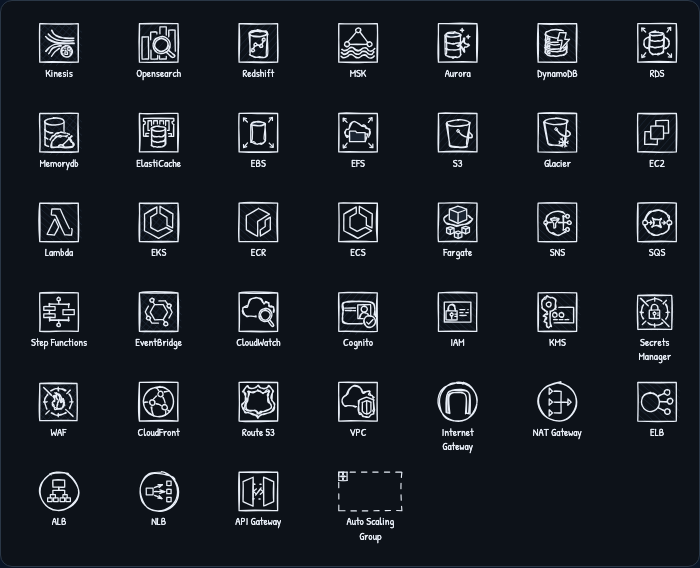 Kinesis
Opensearch
Redshift
MSK
Aurora
DynamoDB
RDS
Memorydb
ElastiCache
EBS
EFS
S3
Glacier
EC2
Lambda
EKS
ECR
ECS
Fargate
SNS
SQS
Step Functions
EventBridge
CloudWatch
Cognito
IAM
KMS
Secrets
Manager
WAF
CloudFront
Route 53
VPC
Internet
Gateway
NAT Gateway
ELB
ALB
NLB
API Gateway
Auto Scaling
Group